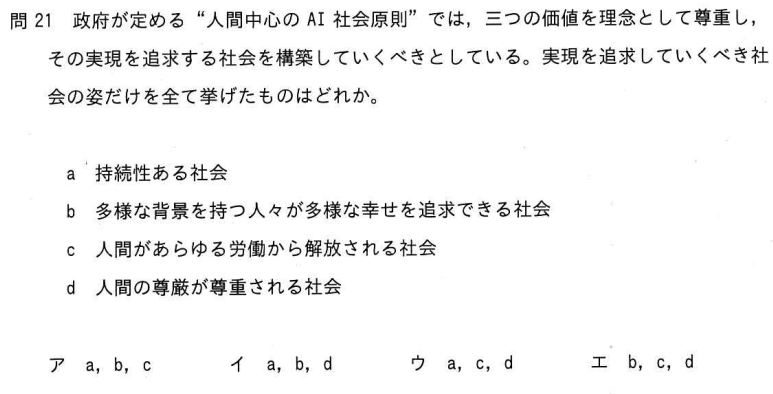 問 21　政府が定める“人間中心の AI 社会原則”では，三つの価値を理念として尊重し，
その実現を追求する社会を構築していくべきとしている。実現を追求していくべき社
会の姿だけを全て挙げたものはどれか。
a　持続性ある社会
b　多様な背景を持つ人々が多様な幸せを追求できる社会
c　人間があらゆる労働から解放される社会
d　人間の尊厳が尊重される社会
ア　a，b，c　　イ　a，b，d　　ウ　a，c，d　　エ　b，c，d